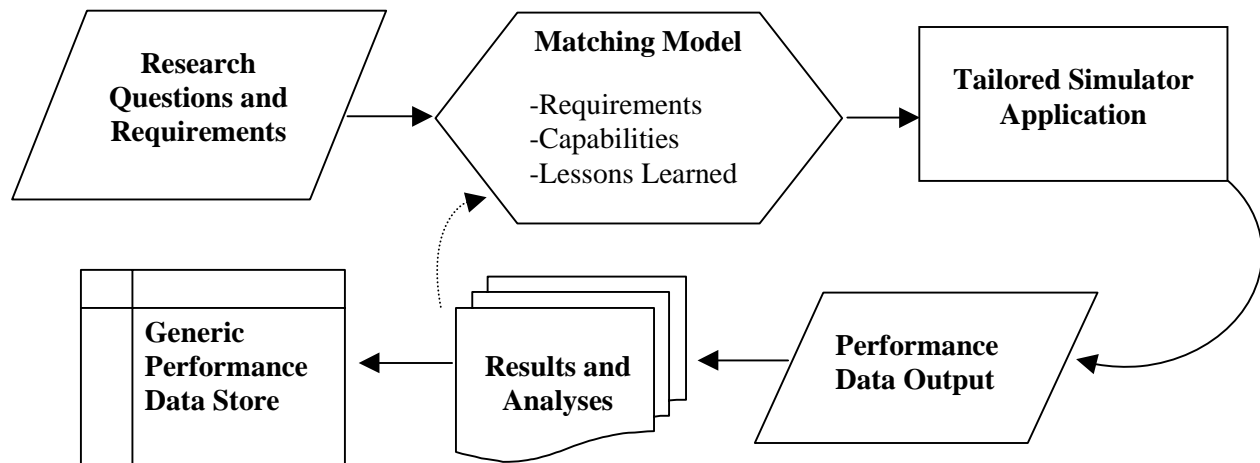 Research
Questions and
Requirements
Matching Model
-Requirements
-Capabilities
-Lessons Learned
Tailored Simulator
Application
Generic
Performance
Data Store
Results and
Analyses
Performance
Data Output